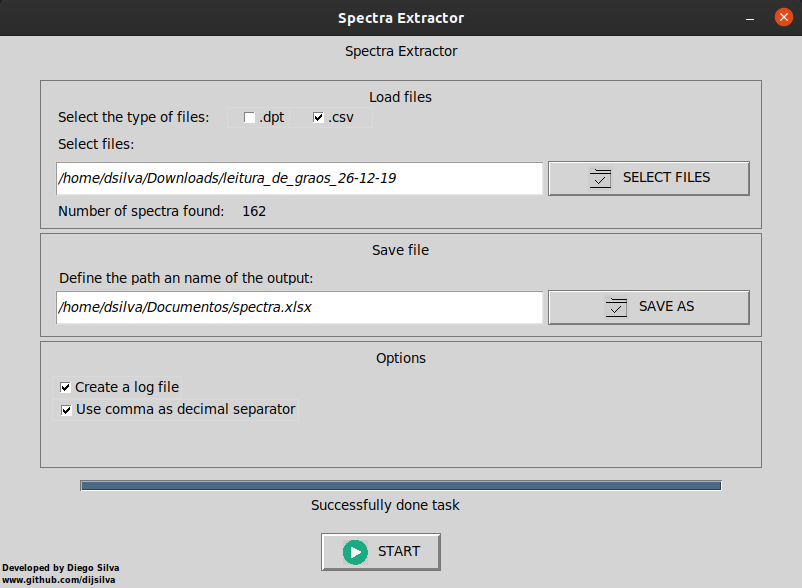 Spectra Extractor
Spectra Extractor
Load files
Select the type of files: .dpt .csv
Select files:
/home/dsilva/Downloads/leitura_de_graos_26-12-19 SELECT FILES
Number of spectra found: 162
Save file
Define the path an name of the output:
/home/dsilva/Documentos/spectra.xlsx SAVE AS
Options
Create a log file
Use comma as decimal separator
Successfully done task
START
Developed by Diego Silva
www.github.com/dijsilva